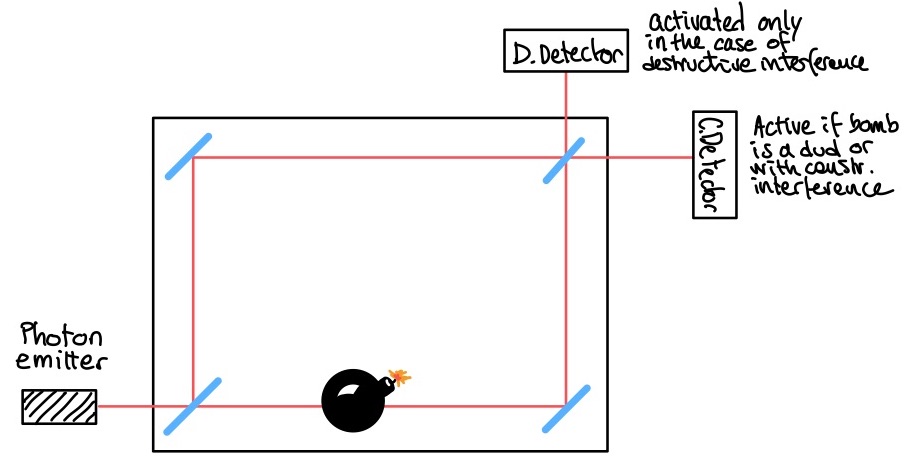 D.Detector
activated only
in the case of
destructive interference
C.Detector
Active if bomb
is a dud or
with constr.
interference
Photon
emitter